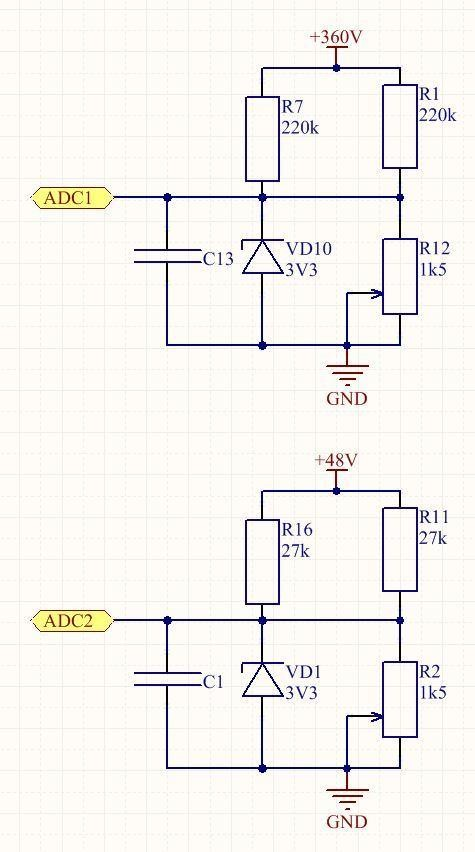 +360V
R7
220k
R1
220k
ADC1
C13
VD10
3V3
R12
1k5
GND
+48V
R16
27k
R11
27k
ADC2
C1
VD1
3V3
R2
1k5
GND